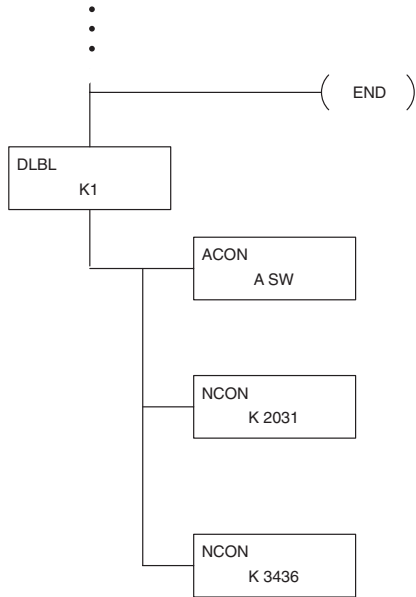 END
DLBL
K1
ACON
A SW
NCON
K 2031
NCON
K 3436